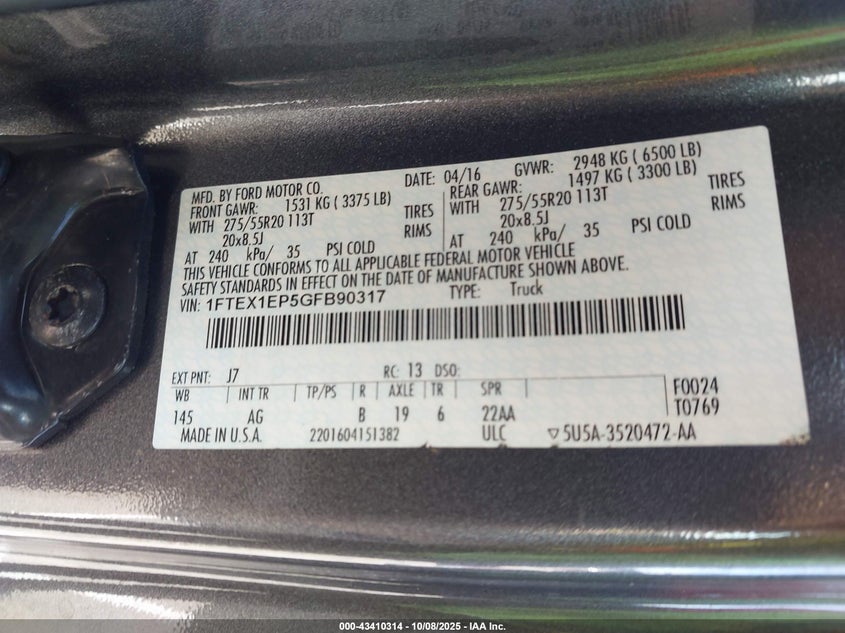 MFD. BY FORD MOTOR CO. DATE: 04/16 GVWR: 2948 KG ( 6500 LB)
FRONT GAWR: 1531 KG ( 3375 LB) REAR GAWR: 1497 KG ( 3300 LB)
WITH 275/55R20 113T TIRES WITH 275/55R20 113T TIRES
20x8.5J RIMS 20x8.5J RIMS
AT 240 kPa/ 35 PSI COLD AT 240 kPa/ 35 PSI COLD
THIS VEHICLE CONFORMS TO ALL APPLICABLE FEDERAL MOTOR VEHICLE
SAFETY STANDARDS IN EFFECT ON THE DATE OF MANUFACTURE SHOWN ABOVE.
VIN: 1FTEX1EP5GFB90317 TYPE: Truck
EXT PNT: J7 RC: 13 DSO:
WB INT TR TP/PS R AXLE TR SPR F0024
145 AG B 19 6 22AA T0769
MADE IN U.S.A. 2201604151382 ULC ▽5U5A-3520472-AA
000-43410314 - 10/08/2025 - IAA Inc.